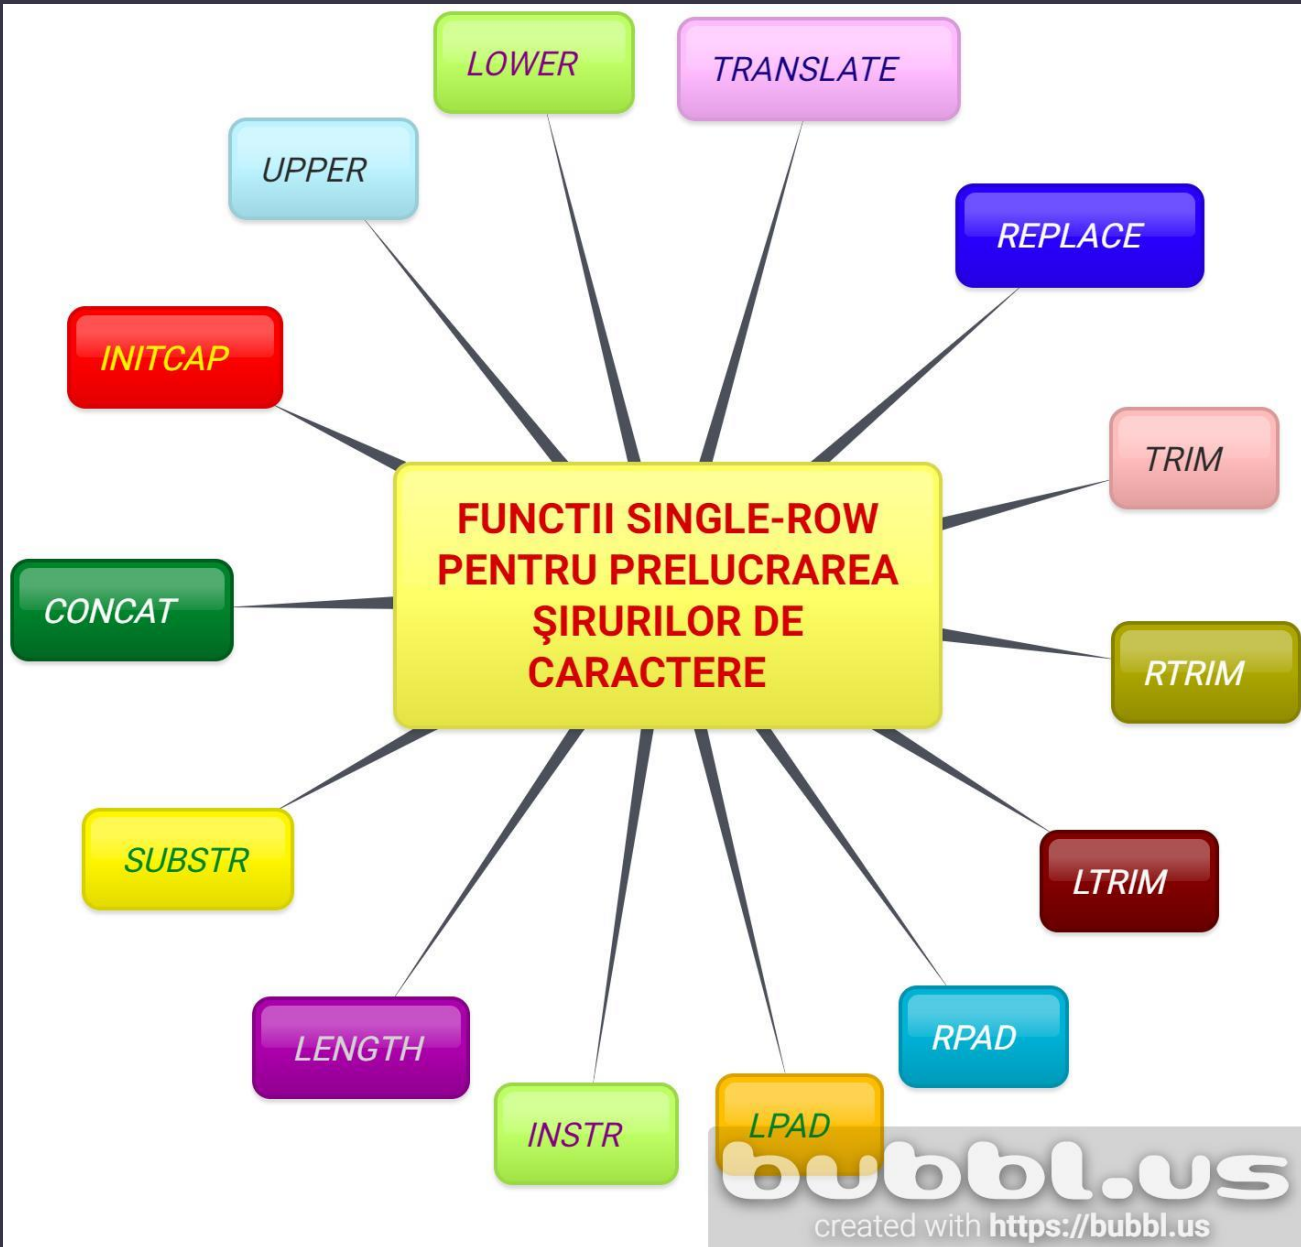 LOWER
TRANSLATE
UPPER
REPLACE
INITCAP
TRIM
FUNCTII SINGLE-ROW
PENTRU PRELUCRAREA
ŞIRURILOR DE
CARACTERE
CONCAT
RTRIM
SUBSTR
LTRIM
LENGTH
RPAD
INSTR
LPAD
bubbl.us
created with https://bubbl.us